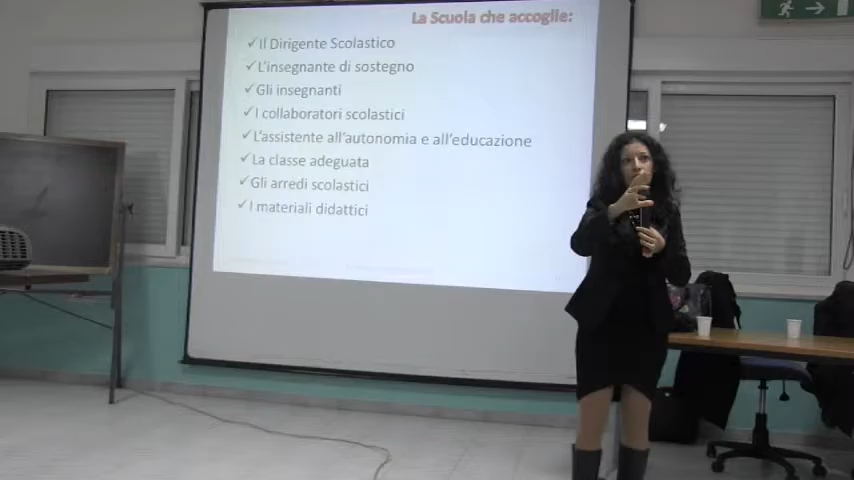 La Scuola che accoglie:
✓Il Dirigente Scolastico
✓L'insegnante di sostegno
✓Gli insegnanti
✓I collaboratori scolastici
✓L'assistente all'autonomia e all'educazione
✓La classe adeguata
✓Gli arredi scolastici
✓I materiali didattici